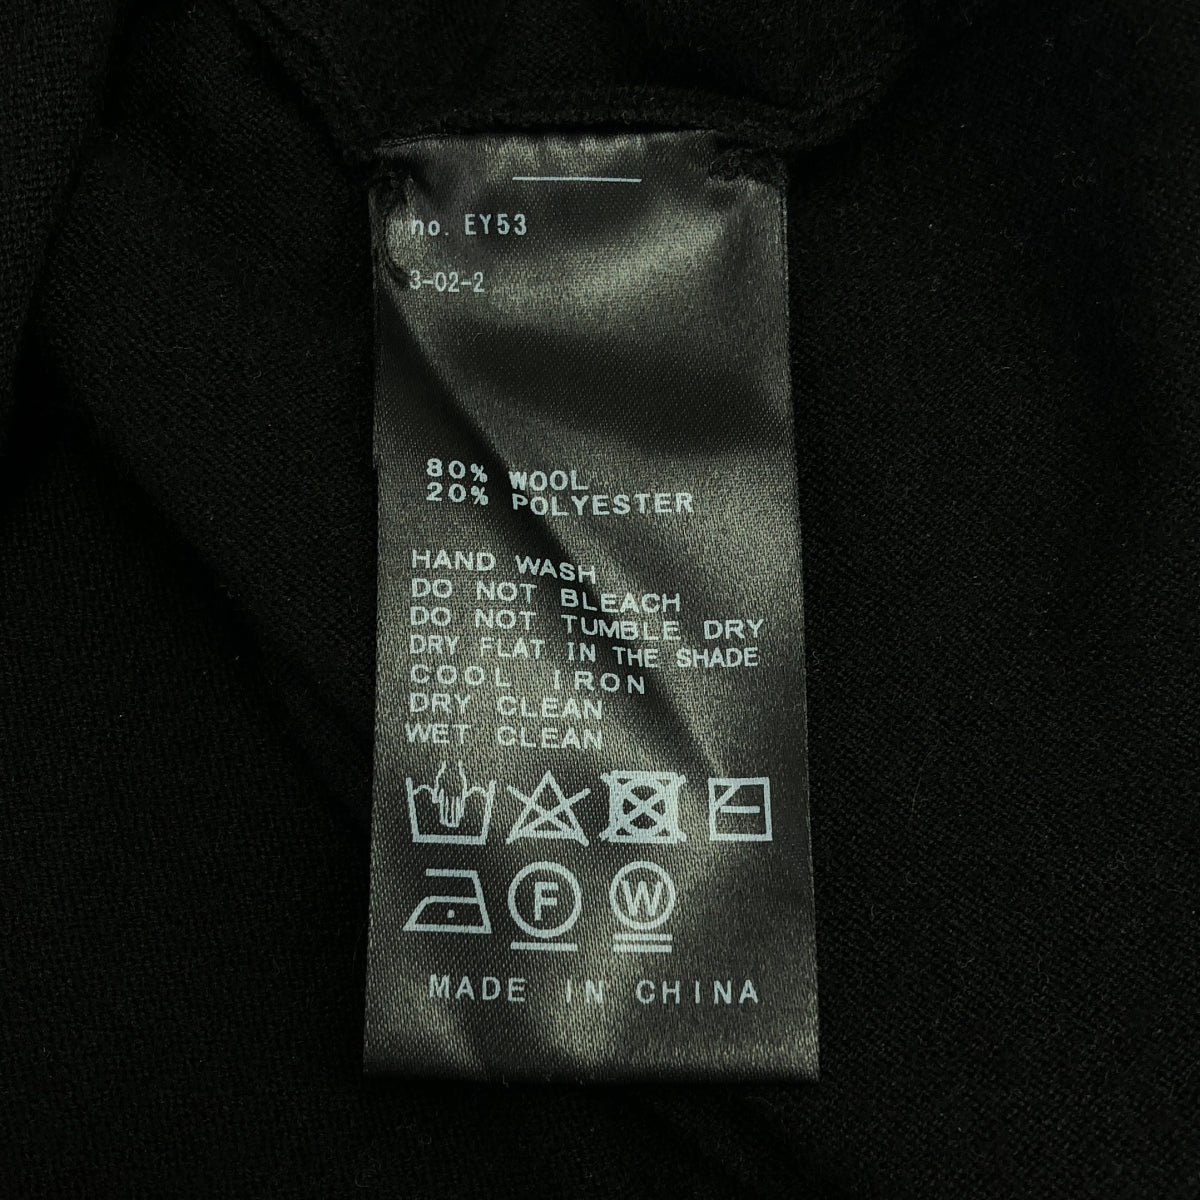 no. EY53
3-02-2
80% WOOL
20% POLYESTER
HAND WASH
DO NOT BLEACH
DO NOT TUMBLE DRY
DRY FLAT IN THE SHADE
COOL IRON
DRY CLEAN
WET CLEAN
F W
MADE IN CHINA